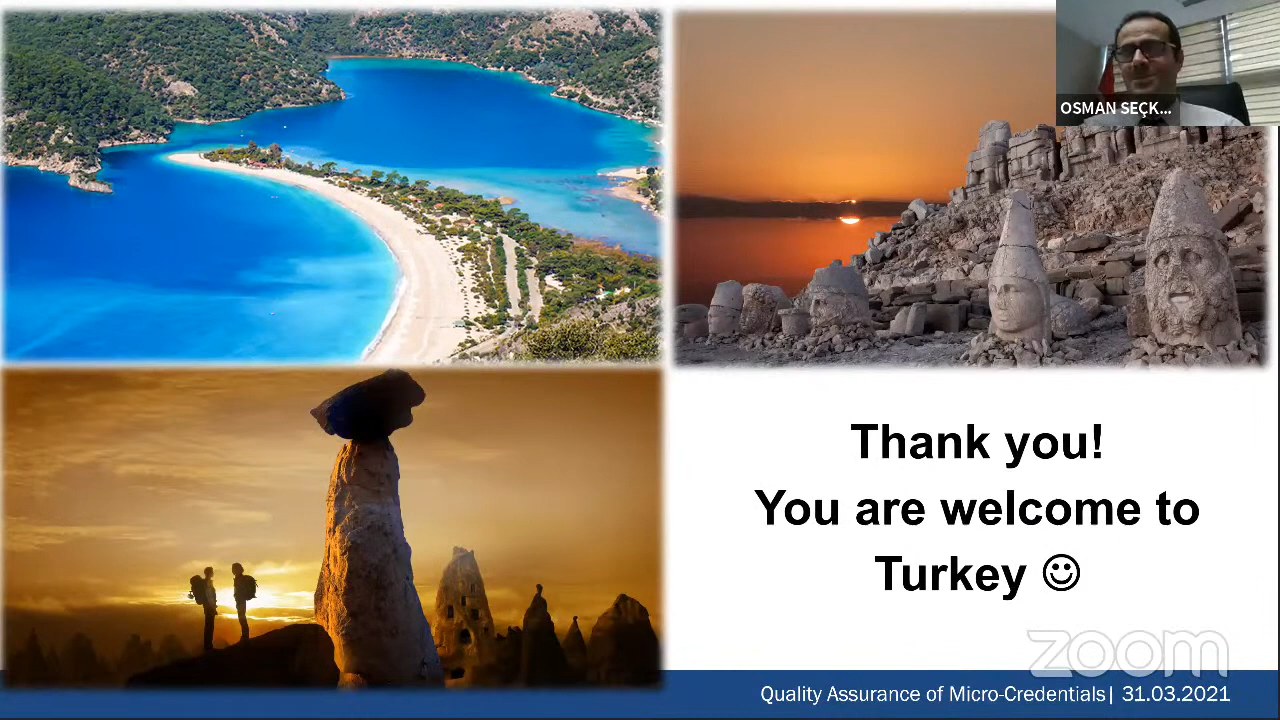 OSMAN SEÇK...
Thank you!
You are welcome to
Turkey ☺
zoom
Quality Assurance of Micro-Credentials| 31.03.2021